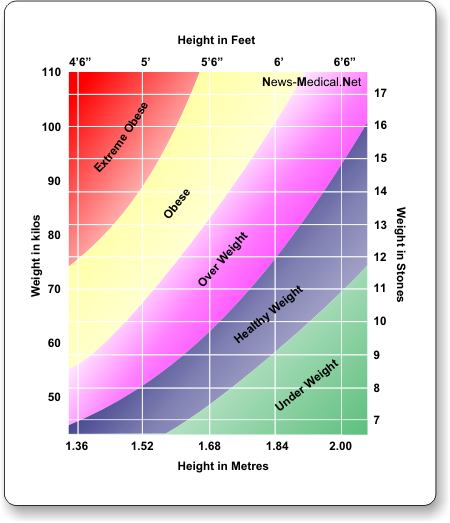 Height in Feet
4’6’’ 5’ 5’6’’ 6’ 6’6’’
News-Medical.Net
110
100
90
80
70
60
50
Weight in kilos
Extreme Obese
Obese
Over Weight
Healthy Weight
Under Weight
17
16
15
14
13
12
11
10
9
8
7
Weight in Stones
1.36 1.52 1.68 1.84 2.00
Height in Metres